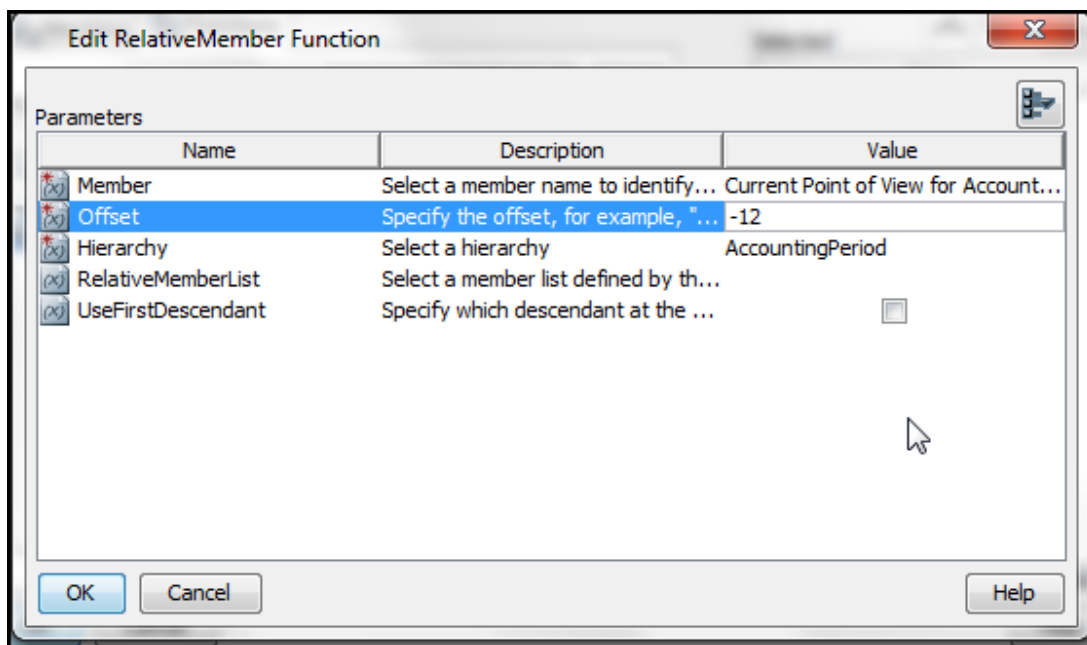 Edit RelativeMember Function
Parameters
Name Description Value
Member Select a member name to identify... Current Point of View for Account...
Offset Specify the offset, for example, "... -12
Hierarchy Select a hierarchy AccountingPeriod
RelativeMemberList Select a member list defined by th...
UseFirstDescendant Specify which descendant at the ...
OK Cancel Help